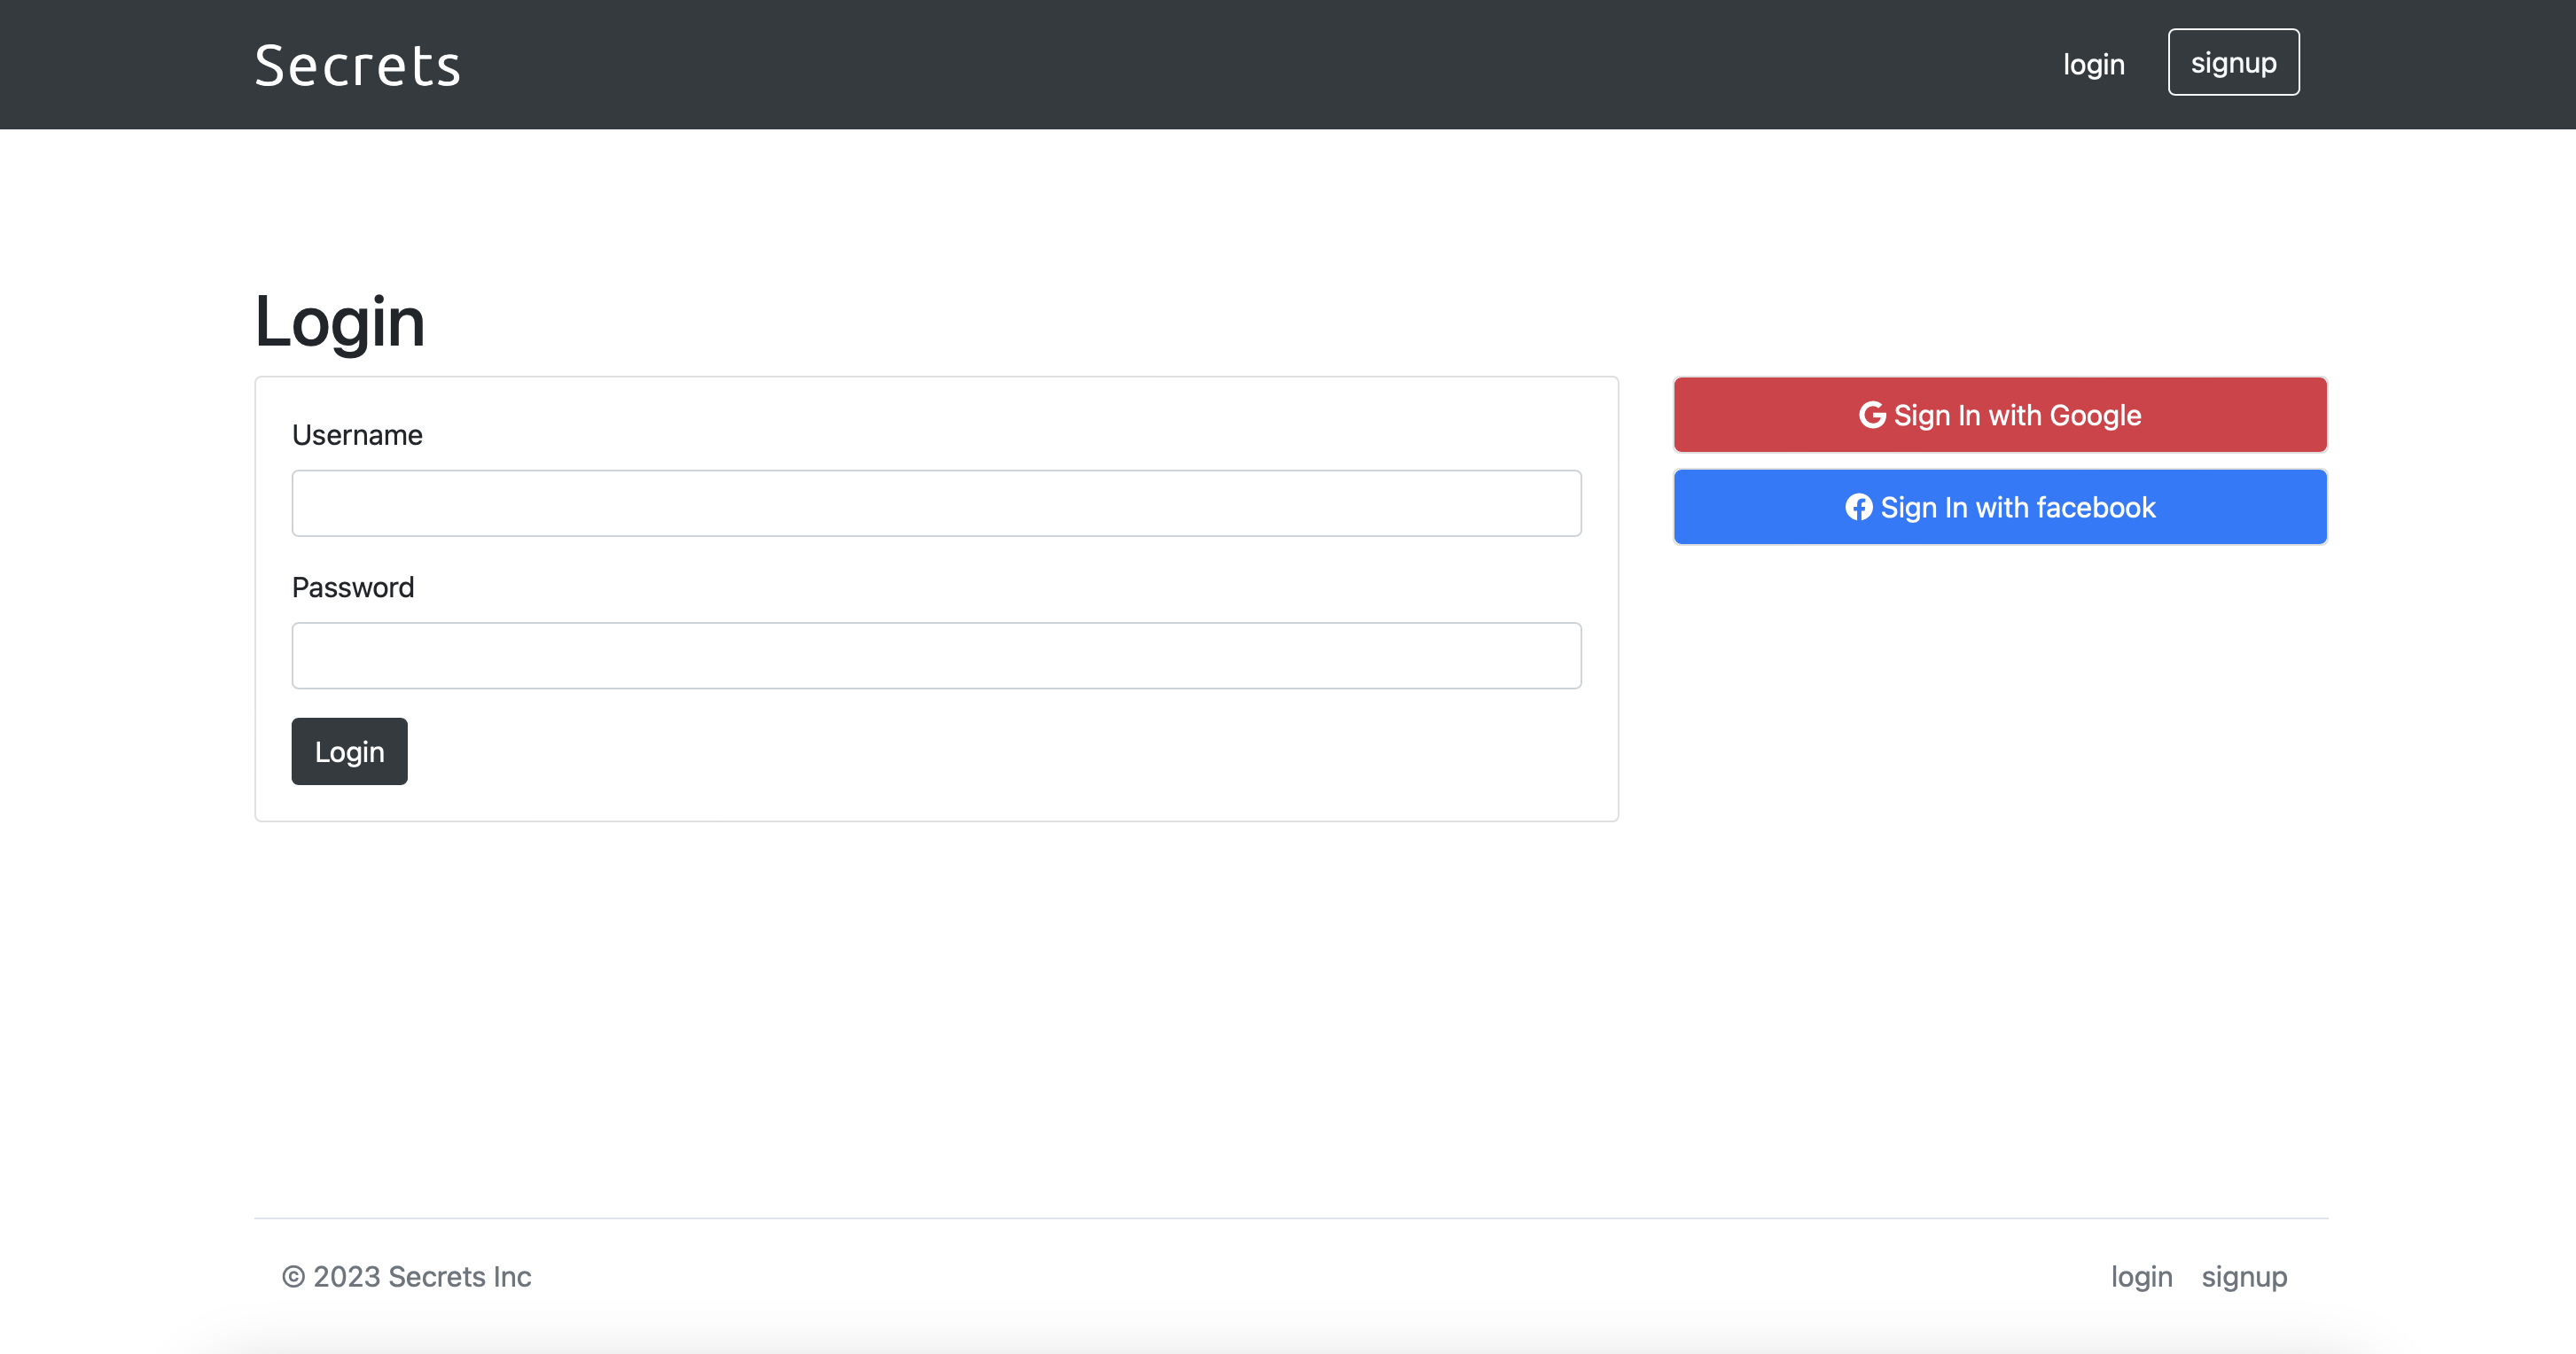 Secrets
login
signup
Login
Username
Password
Login
Sign In with Google
Sign In with facebook
© 2023 Secrets Inc
login
signup